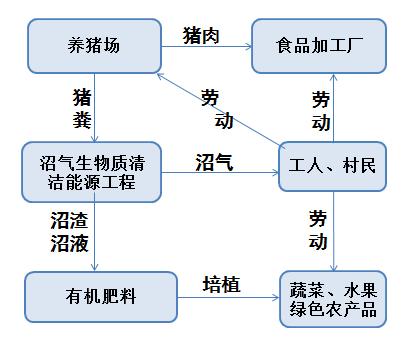 养猪场
猪肉
食品加工厂
猪
粪
劳
动
劳
动
沼气生物质清
洁能源工程
沼气
工人、村民
沼渣
沼液
劳
动
有机肥料
培植
蔬菜、水果
绿色农产品